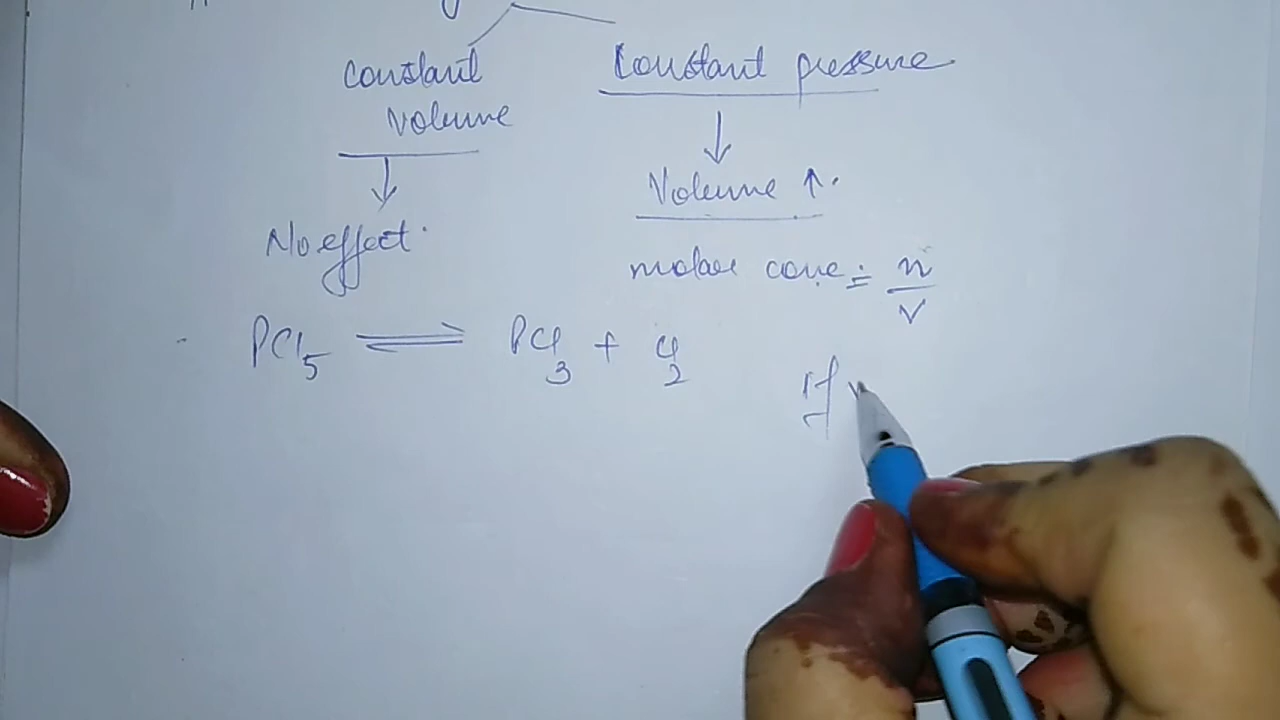 Constant
volume
No effect.
Constant pressure
Volume ↑.
molar conc = n/V
PCl5 ⇌ PCl3 + Cl2
If